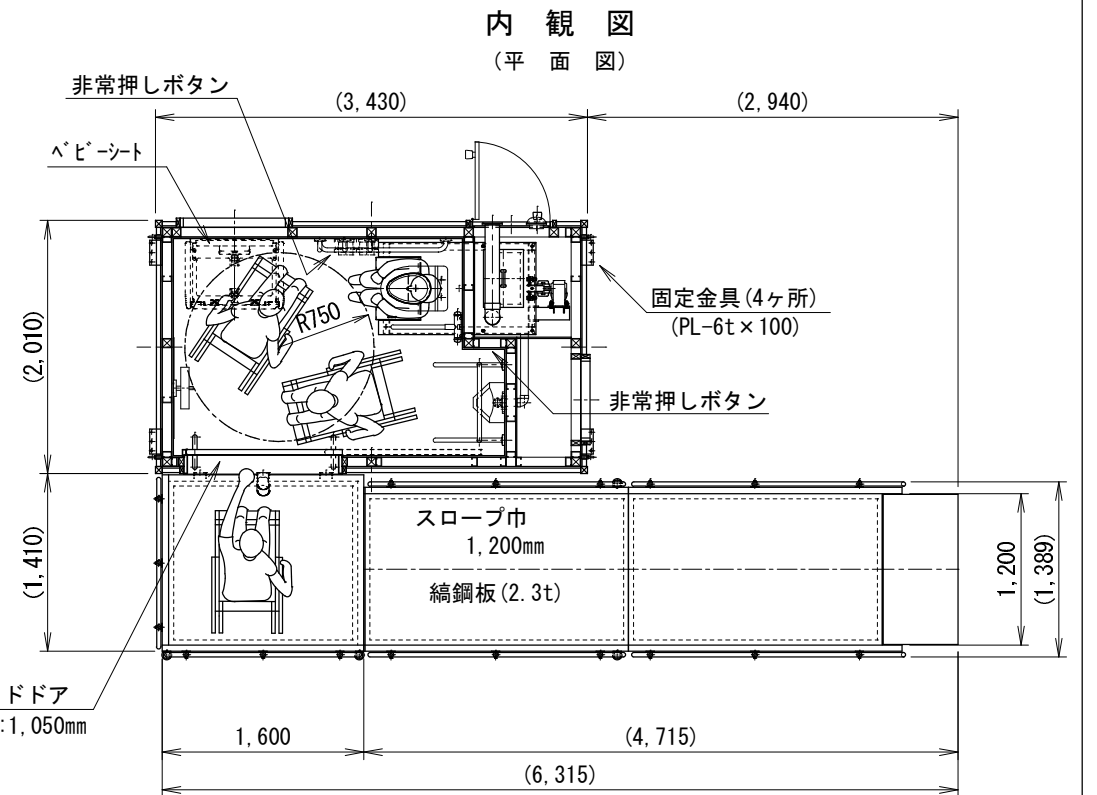 内 観 図
(平 面 図)
非常押しボタン
(3,430)
(2,940)
ベビーシート
(2,010)
R750
固定金具(4ヶ所)
(PL-6t×100)
非常押しボタン
(1,410)
スロープ巾
1,200mm
縞鋼板(2.3t)
1,200
(1,389)
ドドア
:1,050mm
1,600
(4,715)
(6,315)